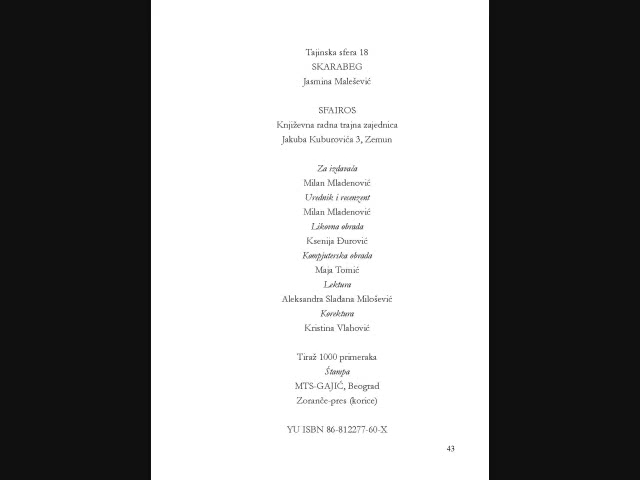 Tajinska sfera 18
SKARABEG
Jasmina Malešević
SFAIROS
Književna radna trajna zajednica
Jakuba Kuburovića 3, Zemun
Za izdavača
Milan Mladenović
Urednik i recenzent
Milan Mladenović
Likovna obrada
Ksenija Đurović
Kompjuterska obrada
Maja Tomić
Lektura
Aleksandra Slađana Milošević
Korektura
Kristina Vlahović
Tiraž 1000 primeraka
Štampa
MTS-GAJIĆ, Beograd
Zoranče-pres (korice)
YU ISBN 86-812277-60-X
43